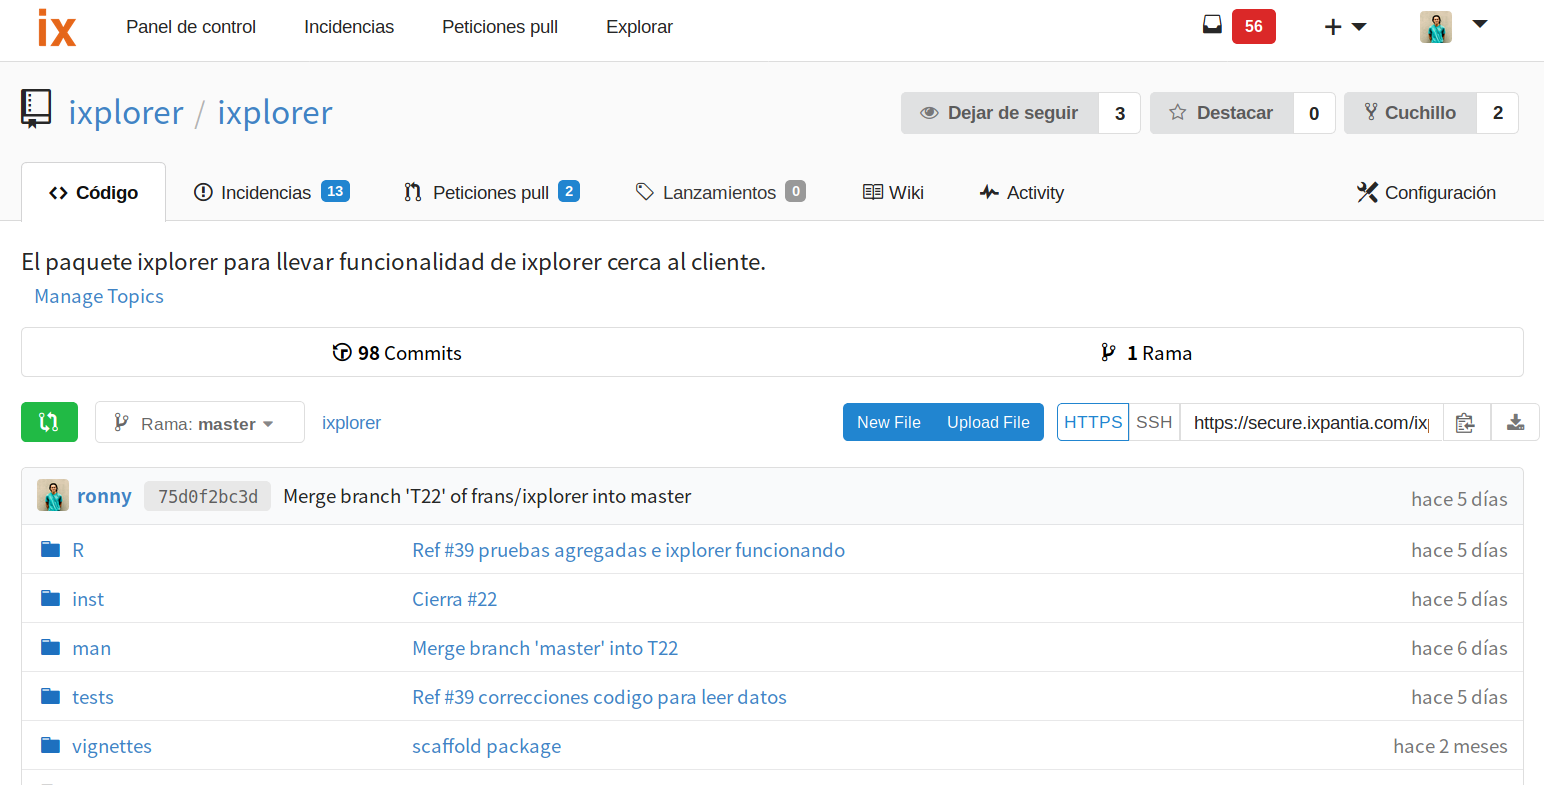 ix Panel de control Incidencias Peticiones pull Explorar 56
ixplorer / ixplorer Dejar de seguir 3 Destacar 0 Cuchillo 2
Código Incidencias 13 Peticiones pull 2 Lanzamientos 0 Wiki Activity Configuración
El paquete ixplorer para llevar funcionalidad de ixplorer cerca al cliente.
Manage Topics
98 Commits 1 Rama
Rama: master ixplorer New File Upload File HTTPS SSH https://secure.ixpantia.com/ixp
ronny 75d0f2bc3d Merge branch 'T22' of frans/ixplorer into master hace 5 días
R Ref #39 pruebas agregadas e ixplorer funcionando hace 5 días
inst Cierra #22 hace 5 días
man Merge branch 'master' into T22 hace 6 días
tests Ref #39 correcciones codigo para leer datos hace 5 días
vignettes scaffold package hace 2 meses